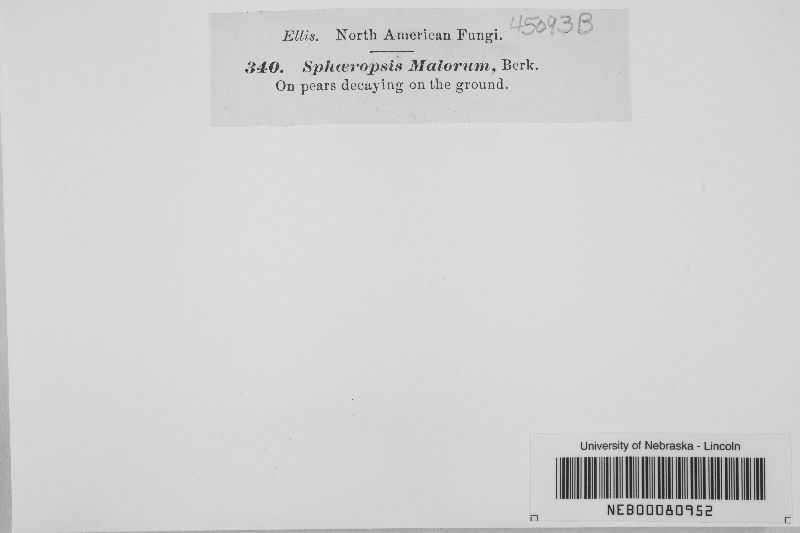 Ellis. North American Fungi. 45093B
340. Sphæropsis Malorum, Berk.
On pears decaying on the ground.
University of Nebraska - Lincoln
NEB00080952